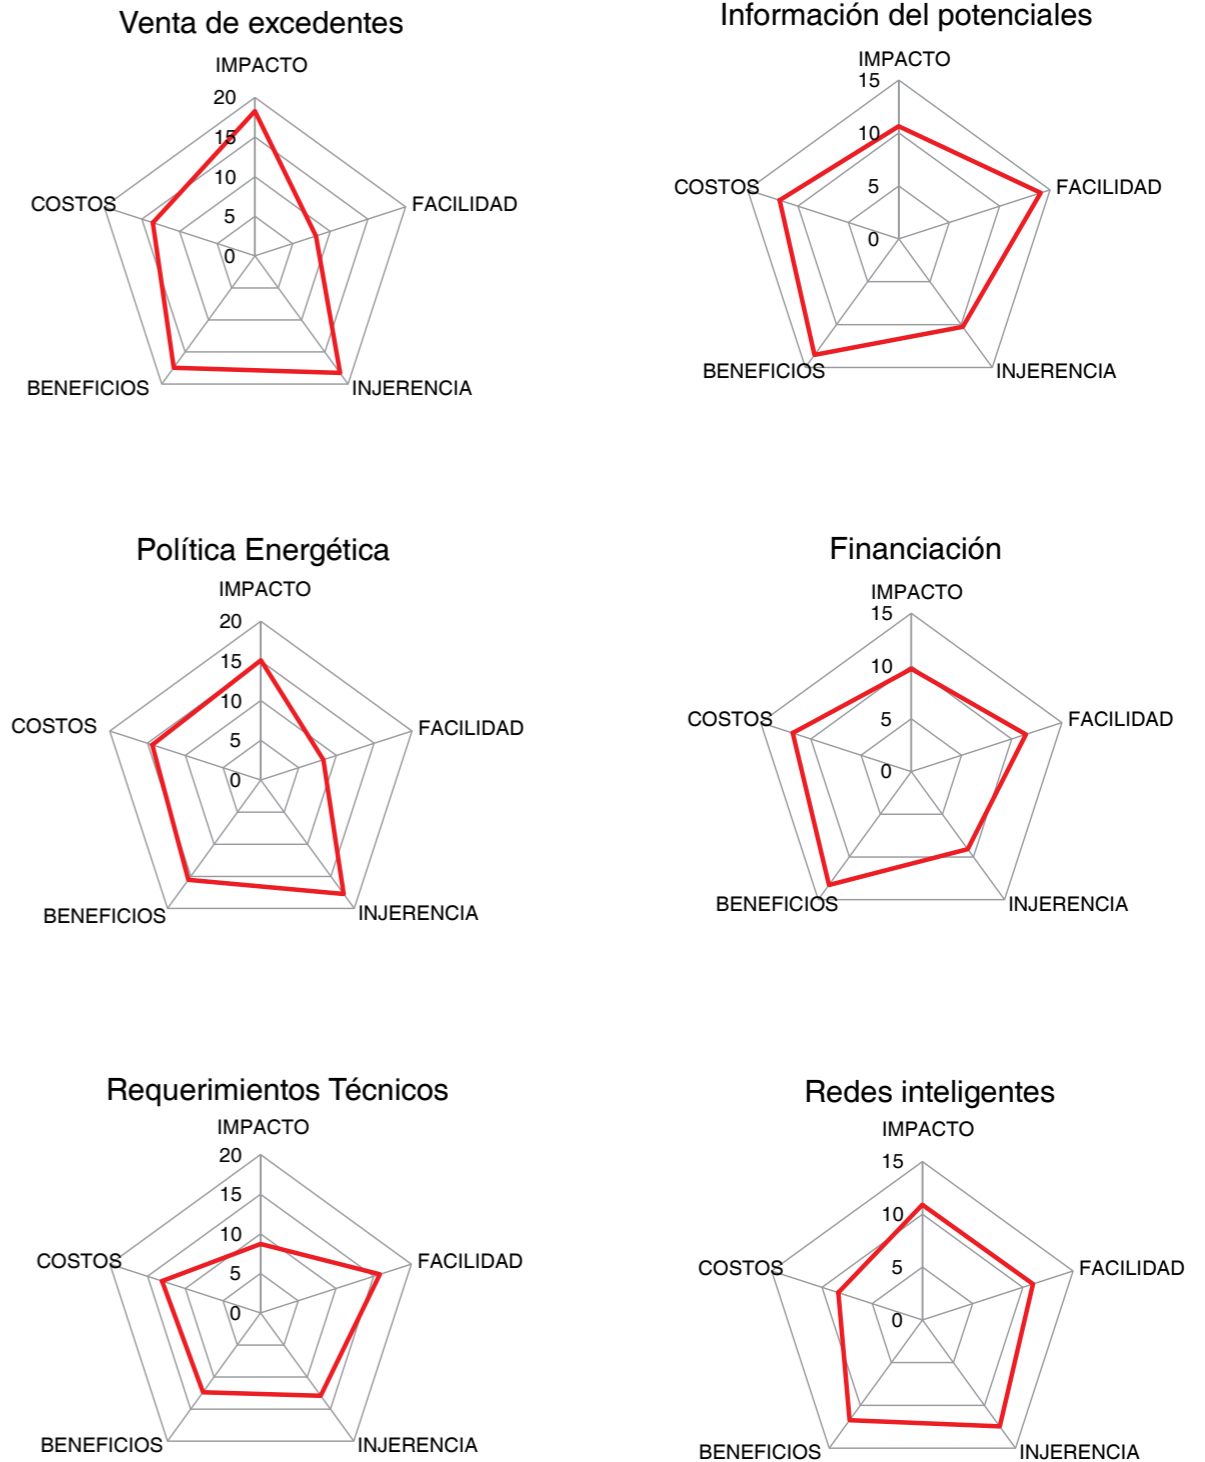 Venta de excedentes
IMPACTO
20
15
10
5
0
COSTOS
FACILIDAD
BENEFICIOS
INJERENCIA
Información del potenciales
IMPACTO
15
10
5
0
COSTOS
FACILIDAD
BENEFICIOS
INJERENCIA
Política Energética
IMPACTO
20
15
10
5
0
COSTOS
FACILIDAD
BENEFICIOS
INJERENCIA
Financiación
IMPACTO
15
10
5
0
COSTOS
FACILIDAD
BENEFICIOS
INJERENCIA
Requerimientos Técnicos
IMPACTO
20
15
10
5
0
COSTOS
FACILIDAD
BENEFICIOS
INJERENCIA
Redes inteligentes
IMPACTO
15
10
5
0
COSTOS
FACILIDAD
BENEFICIOS
INJERENCIA